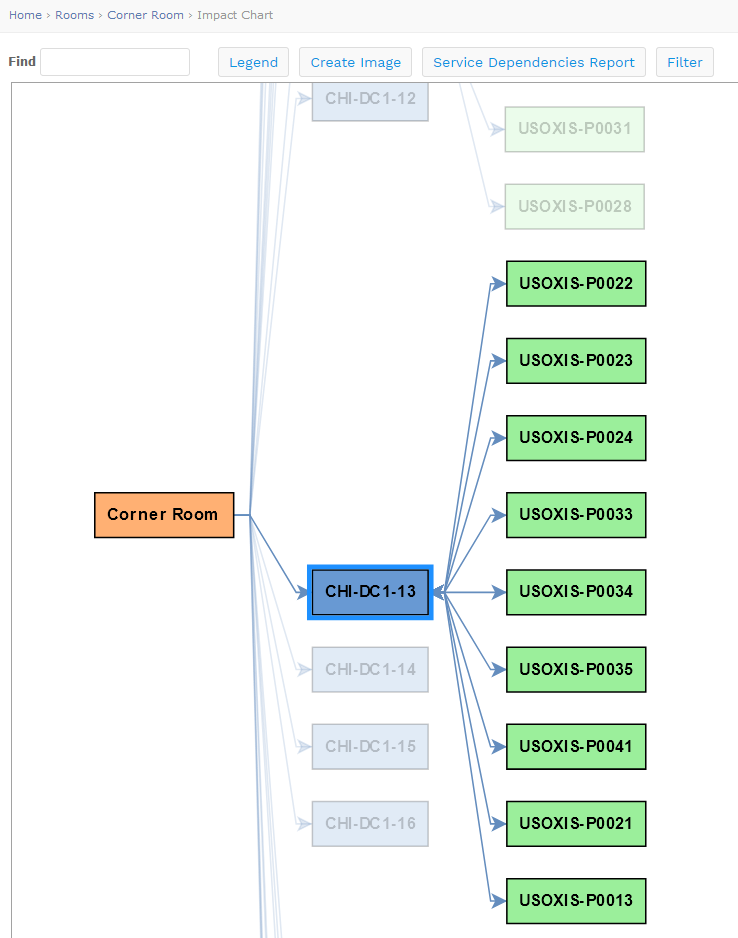 Home › Rooms › Corner Room › Impact Chart
Find Legend Create Image Service Dependencies Report Filter
CHI-DC1-12
USOXIS-P0031
USOXIS-P0028
USOXIS-P0022
USOXIS-P0023
USOXIS-P0024
Corner Room USOXIS-P0033
CHI-DC1-13 USOXIS-P0034
CHI-DC1-14 USOXIS-P0035
CHI-DC1-15 USOXIS-P0041
CHI-DC1-16 USOXIS-P0021
USOXIS-P0013